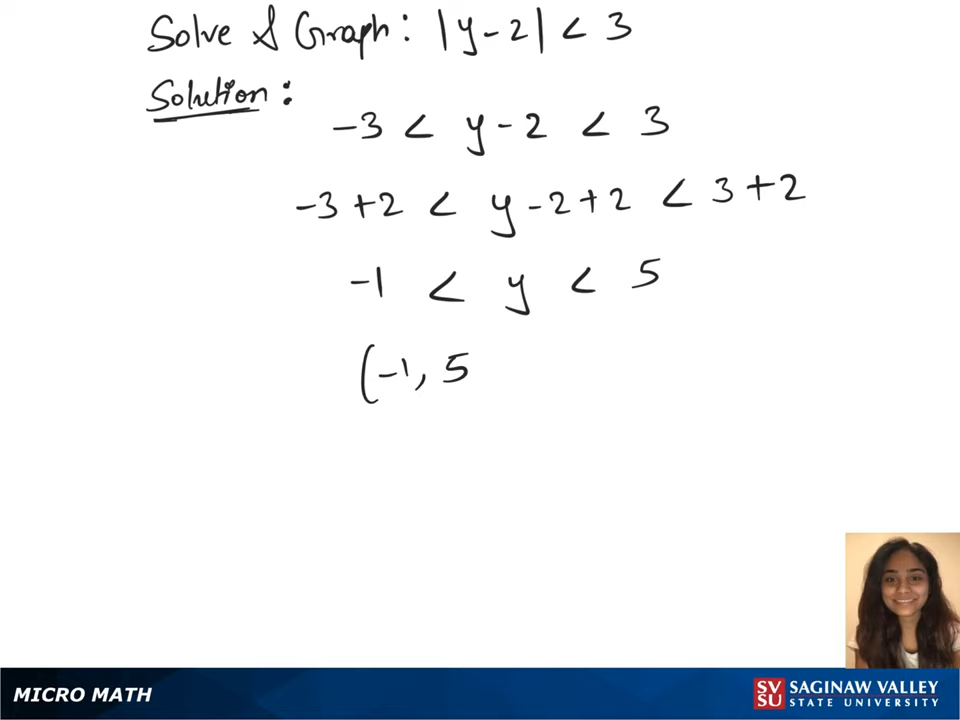 Solve & Graph: |y-2| < 3
Solution:
-3 < y-2 < 3
-3+2 < y-2+2 < 3+2
-1 < y < 5
(-1, 5
MICRO MATH
SV
SU
SAGINAW VALLEY
STATE UNIVERSITY